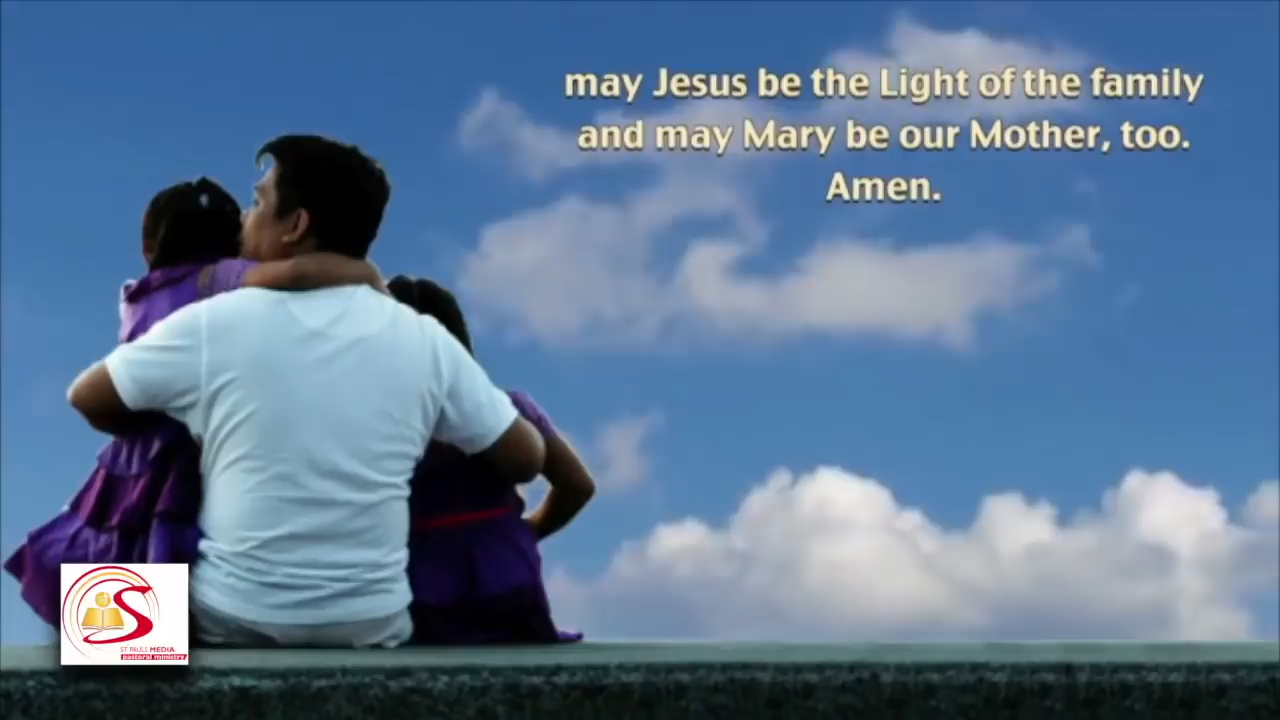 may Jesus be the Light of the family
and may Mary be our Mother, too.
Amen.
S
ST PAULS MEDIA
pastoral ministry